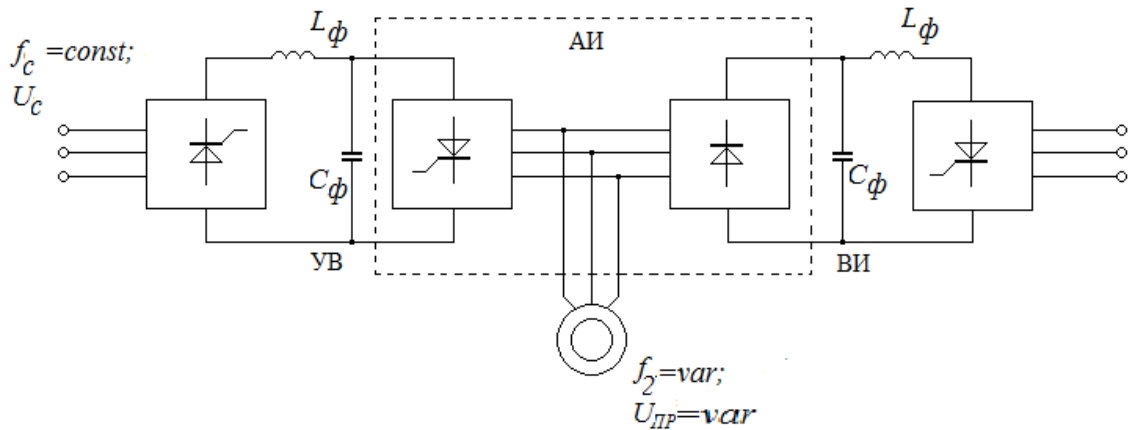 f_c =const;
U_c
L_ф
C_ф
УВ
АИ
L_ф
C_ф
ВИ
f_2=var;
U_ПР=var